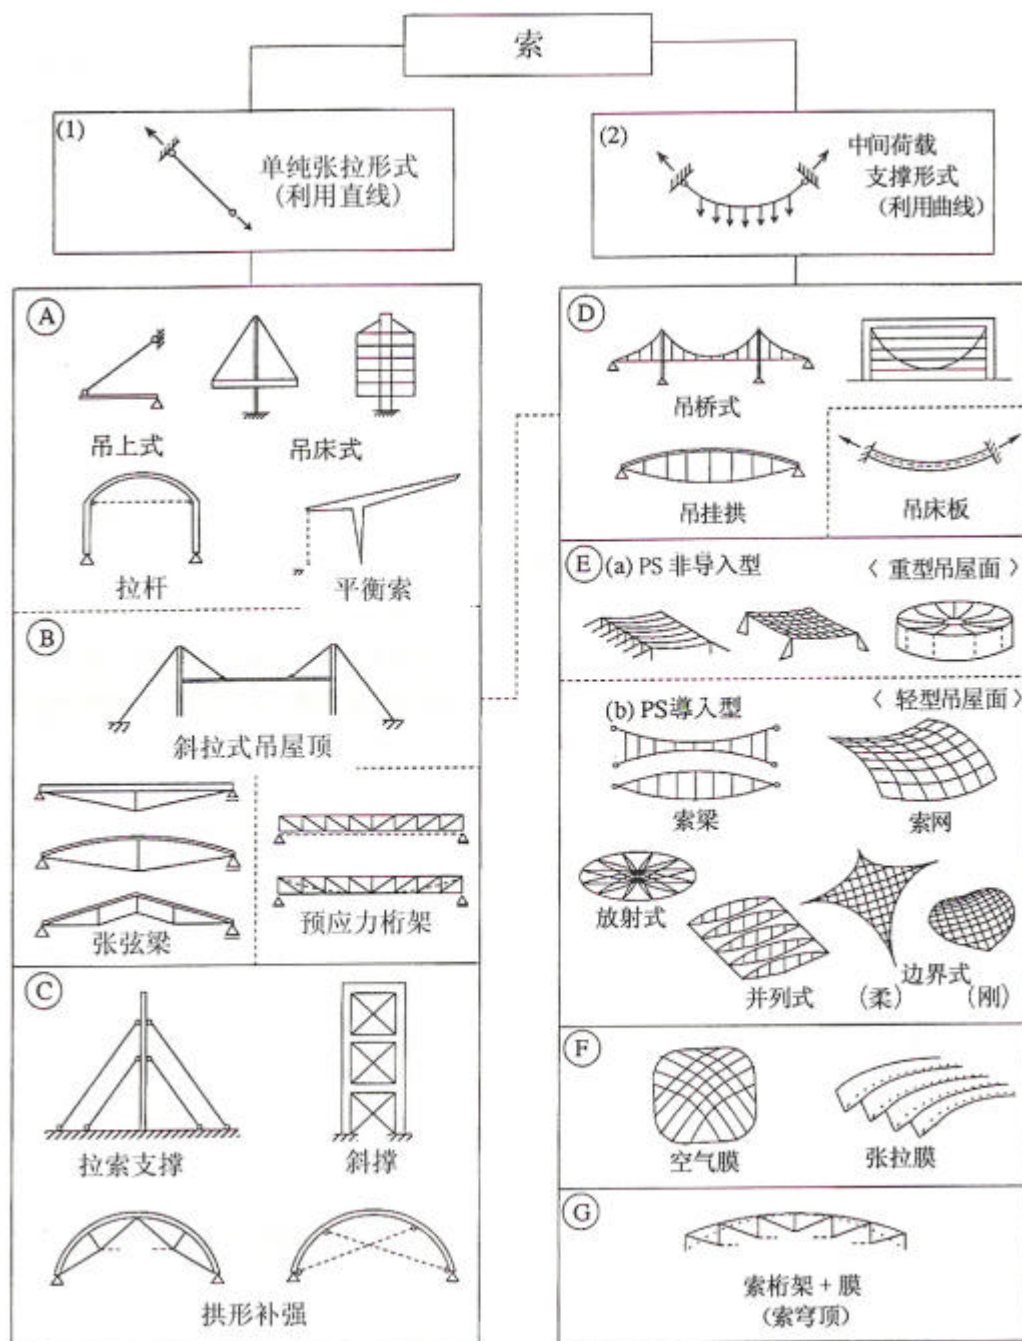 索
(1)
单纯张拉形式
(利用直线)
(2)
中间荷载
支撑形式
(利用曲线)
A
吊上式
吊床式
拉杆
平衡索
B
斜拉式吊屋顶
张弦梁
预应力桁架
C
拉索支撑
斜撑
拱形补强
D
吊桥式
吊挂拱
吊床板
E
(a) PS 非导入型
〈 重型吊屋面 〉
(b) PS導入型
〈 轻型吊屋面 〉
索梁
索网
放射式
并列式
边界式
(柔)
(刚)
F
空气膜
张拉膜
G
索桁架 + 膜
(索穹顶)